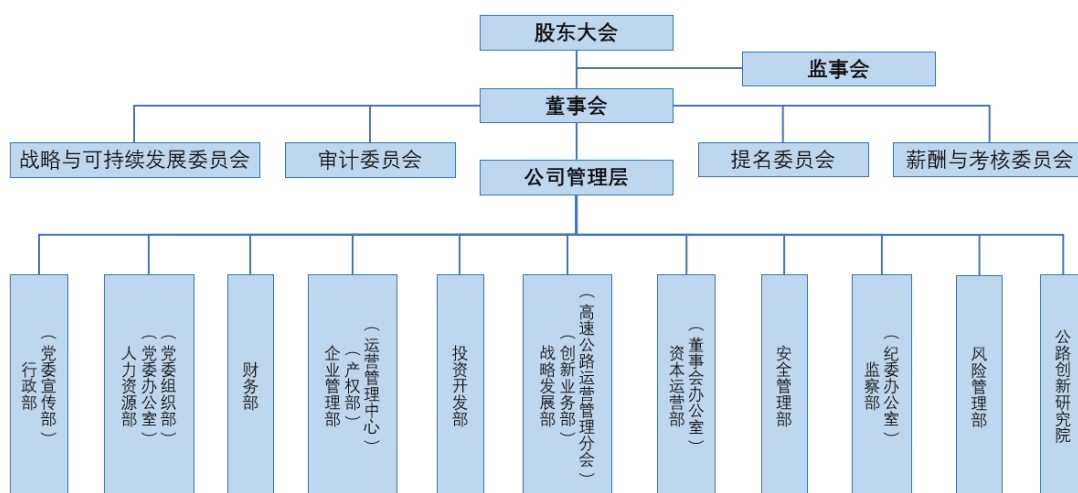 股东大会
监事会
董事会
战略与可持续发展委员会
审计委员会
提名委员会
薪酬与考核委员会
公司管理层
行政部
（党委宣传部）
人力资源部
（党委办公室）
（党委组织部）
财务部
企业管理部
（产权部）
（运营管理中心）
投资开发部
战略发展部
（创新业务部）
（高速公路运营管理分会）
资本运营部
（董事会办公室）
安全管理部
监察部
（纪委办公室）
风险管理部
公路创新研究院